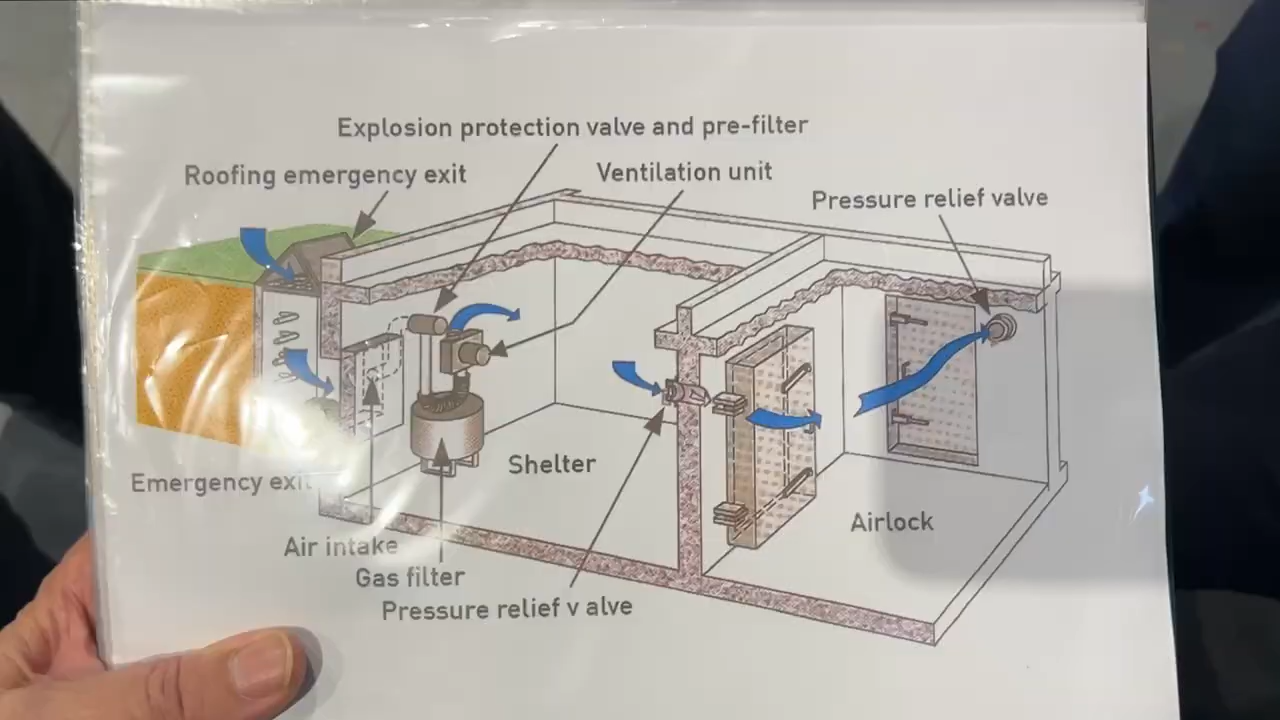 Explosion protection valve and pre-filter
Roofing emergency exit
Ventilation unit
Pressure relief valve
Shelter
Emergency exit
Airlock
Air intake
Gas filter
Pressure relief v alve